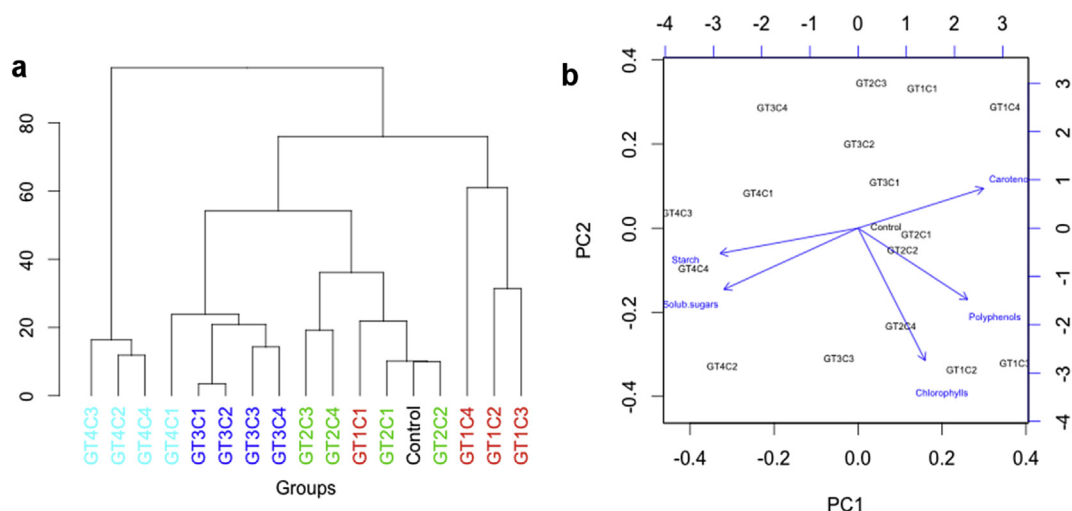 a
80
60
40
20
0
GT4C3
GT4C2
GT4C4
GT4C1
GT3C1
GT3C2
GT3C3
GT3C4
GT2C3
GT2C4
GT1C1
GT2C1
Control
GT2C2
GT1C4
GT1C2
GT1C3
Groups
b
-4 -3 -2 -1 0 1 2 3
0.4
0.2
0.0
-0.2
-0.4
PC2
GT2C3
GT1C1
GT3C4
GT1C4
GT3C2
GT3C1
Caroteno
GT4C1
GT4C3
Control
GT2C1
GT2C2
Starch
GT4C4
Solub.sugars
Polyphenols
GT2C4
GT3C3
GT4C2
GT1C2
GT1C3
Chlorophylls
3
2
1
0
-1
-2
-3
-4
-0.4 -0.2 0.0 0.2 0.4
PC1